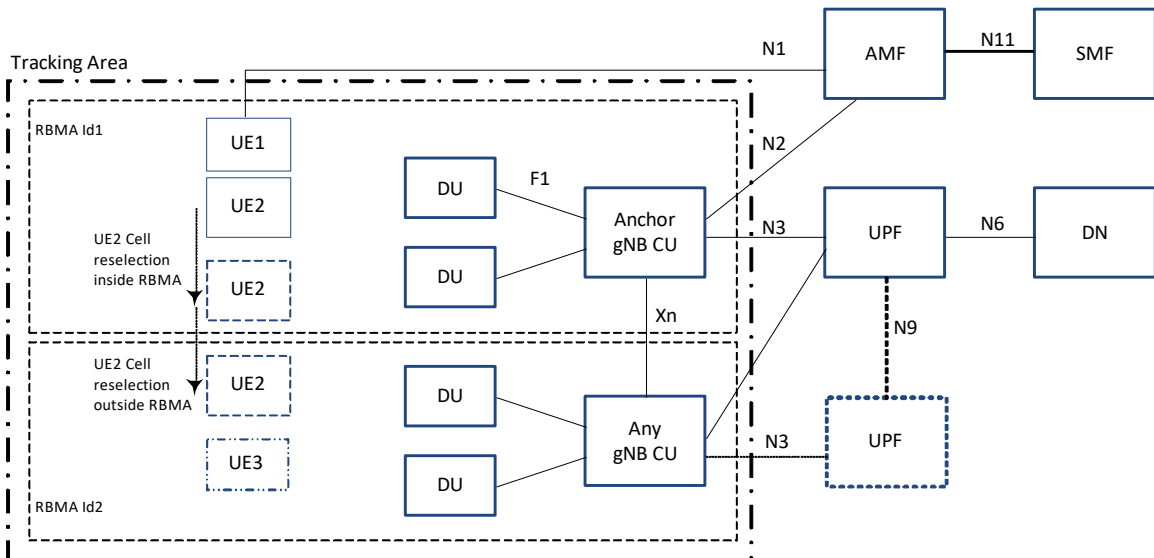 N1
AMF
N11
SMF
Tracking Area
RBMA Id1
UE1
N2
DU
F1
UE2
Anchor
gNB CU
N3
UPF
N6
DN
UE2 Cell
reselection
inside RBMA
DU
UE2
Xn
N9
UE2 Cell
reselection
outside RBMA
UE2
DU
Any
gNB CU
N3
UPF
UE3
DU
RBMA Id2